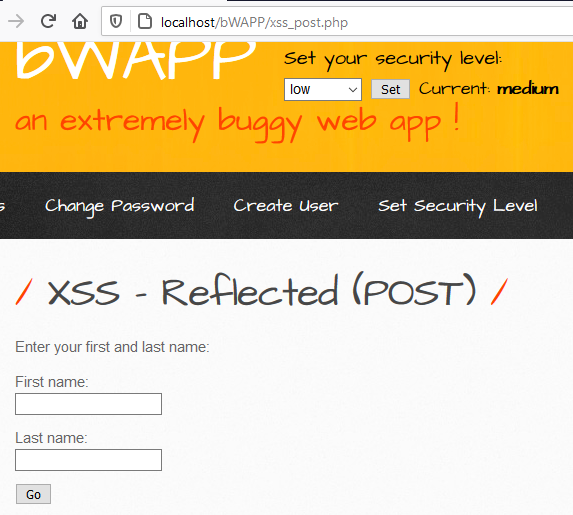 localhost/bWAPP/xss_post.php
bWAPP
Set your security level:
low Set Current: medium
an extremely buggy web app !
s Change Password Create User Set Security Level
/ XSS - Reflected (POST) /
Enter your first and last name:
First name:
Last name:
Go